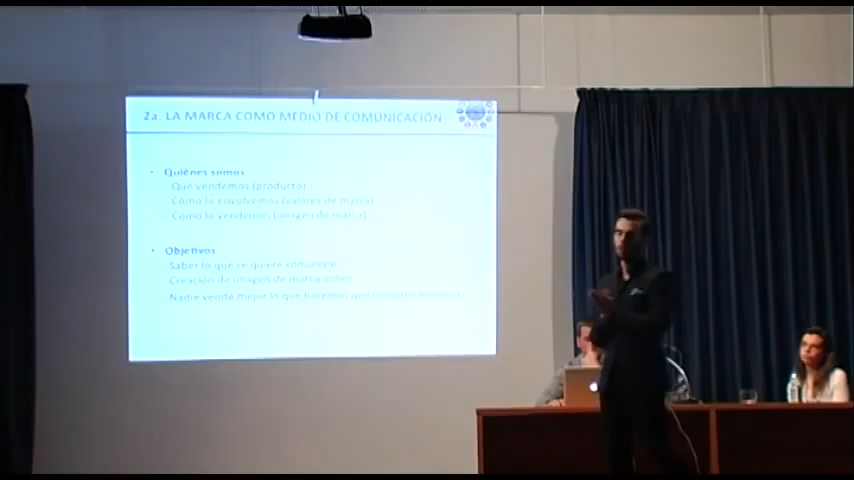 2a. LA MARCA COMO MEDIO DE COMUNICACIÓN
• Quiénes somos
- Qué vendemos (producto)
- Cómo lo envolvemos (valores de marca)
- Cómo lo vendemos (imagen de marca)
• Objetivos
- Saber lo que se quiere comunicar
- Creación de imagen de marca online
- Nadie vende mejor lo que hacemos que nosotros mismos